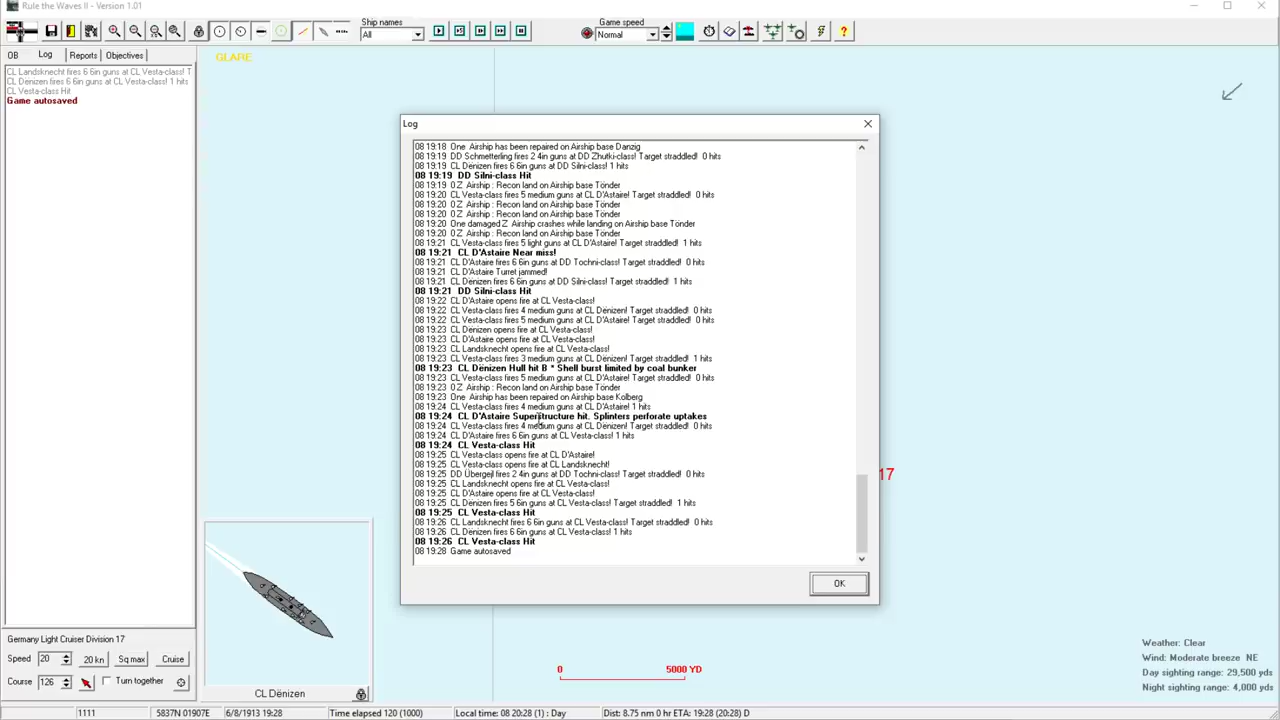 Rule the Waves II - Version 1.01
Ship names
All
Game speed
Normal
OB
Log
Reports
Objectives
CL Landsknecht fires 6 6in guns at CL Vesta-class! T
CL Dënizen fires 6 6in guns at CL Vesta-class! 1 hits
CL Vesta-class Hit
Game autosaved
GLARE
Log
08 19:18 One Airship has been repaired on Airship base Danzig
08 19:19 DD Schmetterling fires 2 4in guns at DD Zhutki-class! Target straddled! 0 hits
08 19:19 CL Dënizen fires 6 6in guns at DD Silni-class! 1 hits
08 19:19 DD Silni-class Hit
08 19:19 0 Z Airship : Recon land on Airship base Tönder
08 19:20 CL Vesta-class fires 5 medium guns at CL D'Astaire! Target straddled! 0 hits
08 19:20 0 Z Airship : Recon land on Airship base Tönder
08 19:20 0 Z Airship : Recon land on Airship base Tönder
08 19:20 One damaged Z Airship crashes while landing on Airship base Tönder
08 19:20 0 Z Airship : Recon land on Airship base Tönder
08 19:21 CL Vesta-class fires 5 light guns at CL D'Astaire! Target straddled! 1 hits
08 19:21 CL D'Astaire Near miss!
08 19:21 CL D'Astaire fires 6 6in guns at DD Tochni-class! Target straddled! 0 hits
08 19:21 CL D'Astaire Turret jammed!
08 19:21 CL Dënizen fires 6 6in guns at DD Silni-class! Target straddled! 1 hits
08 19:21 DD Silni-class Hit
08 19:22 CL D'Astaire opens fire at CL Vesta-class!
08 19:22 CL Vesta-class fires 4 medium guns at CL Dënizen! Target straddled! 0 hits
08 19:22 CL Vesta-class fires 5 medium guns at CL D'Astaire! Target straddled! 0 hits
08 19:23 CL Dënizen opens fire at CL Vesta-class!
08 19:23 CL D'Astaire opens fire at CL Vesta-class!
08 19:23 CL Landsknecht opens fire at CL Vesta-class!
08 19:23 CL Vesta-class fires 3 medium guns at CL Dënizen! Target straddled! 1 hits
08 19:23 CL Dënizen Hull hit B * Shell burst limited by coal bunker
08 19:23 CL Vesta-class fires 5 medium guns at CL D'Astaire! Target straddled! 0 hits
08 19:23 0 Z Airship : Recon land on Airship base Tönder
08 19:23 One Airship has been repaired on Airship base Kolberg
08 19:24 CL Vesta-class fires 4 medium guns at CL D'Astaire! 1 hits
08 19:24 CL D'Astaire Superstructure hit. Splinters perforate uptakes
08 19:24 CL Vesta-class fires 4 medium guns at CL Dënizen! Target straddled! 0 hits
08 19:24 CL D'Astaire fires 6 6in guns at CL Vesta-class! 1 hits
08 19:24 CL Vesta-class Hit
08 19:25 CL Vesta-class opens fire at CL D'Astaire!
08 19:25 CL Vesta-class opens fire at CL Landsknecht!
08 19:25 DD Übergejl fires 2 4in guns at DD Tochni-class! Target straddled! 0 hits
08 19:25 CL Landsknecht opens fire at CL Vesta-class!
08 19:25 CL D'Astaire opens fire at CL Vesta-class!
08 19:25 CL Dënizen fires 5 6in guns at CL Vesta-class! Target straddled! 1 hits
08 19:25 CL Vesta-class Hit
08 19:26 CL Landsknecht fires 6 6in guns at CL Vesta-class! Target straddled! 0 hits
08 19:26 CL Dënizen fires 6 6in guns at CL Vesta-class! 1 hits
08 19:26 CL Vesta-class Hit
08 19:28 Game autosaved
OK
17
Germany Light Cruiser Division 17
Speed 20 20 kn Sq max Cruise
Course 126 Turn together
CL Dënizen
0 5000 YD
Weather: Clear
Wind: Moderate breeze NE
Day sighting range: 29,500 yds
Night sighting range: 4,000 yds
1111 5837N 01907E 6/8/1913 19:28 Time elapsed 120 (1000) Local time: 08 20:28 (1) : Day Dist: 8.75 nm 0 hr ETA: 19:28 (20:28) D